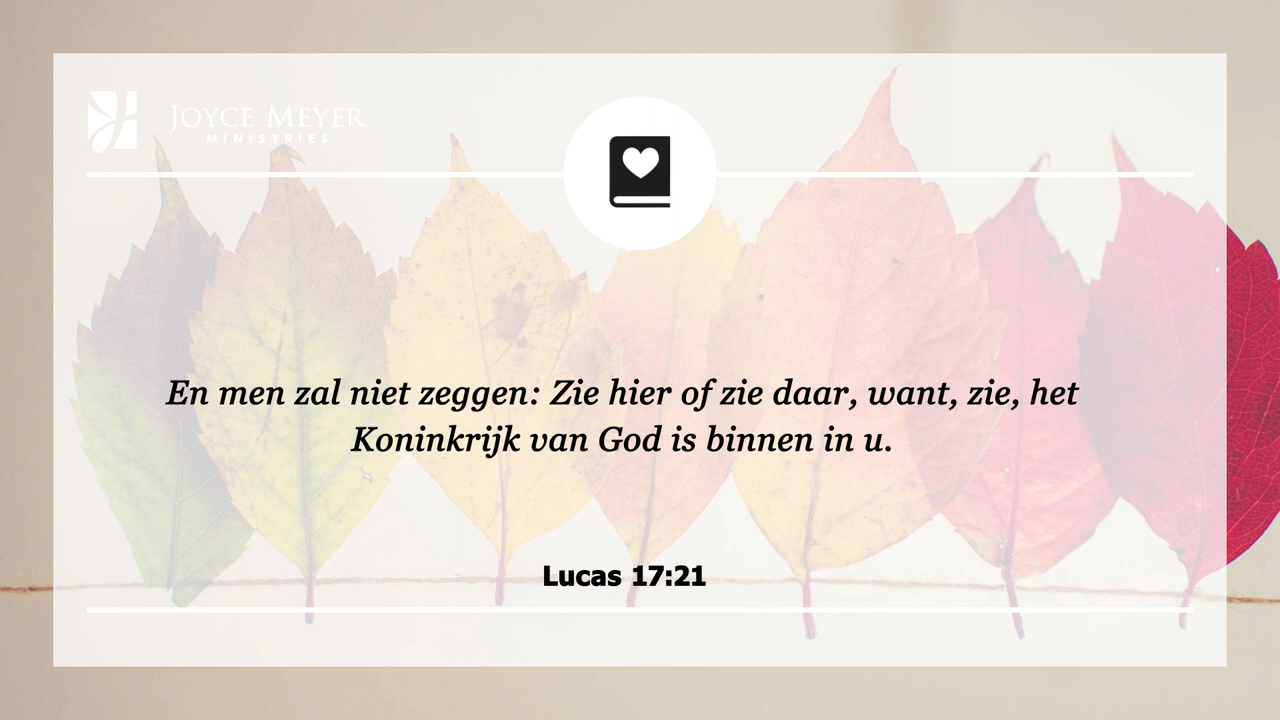 JOYCE MEYER
MINISTRIES
En men zal niet zeggen: Zie hier of zie daar, want, zie, het
Koninkrijk van God is binnen in u.
Lucas 17:21